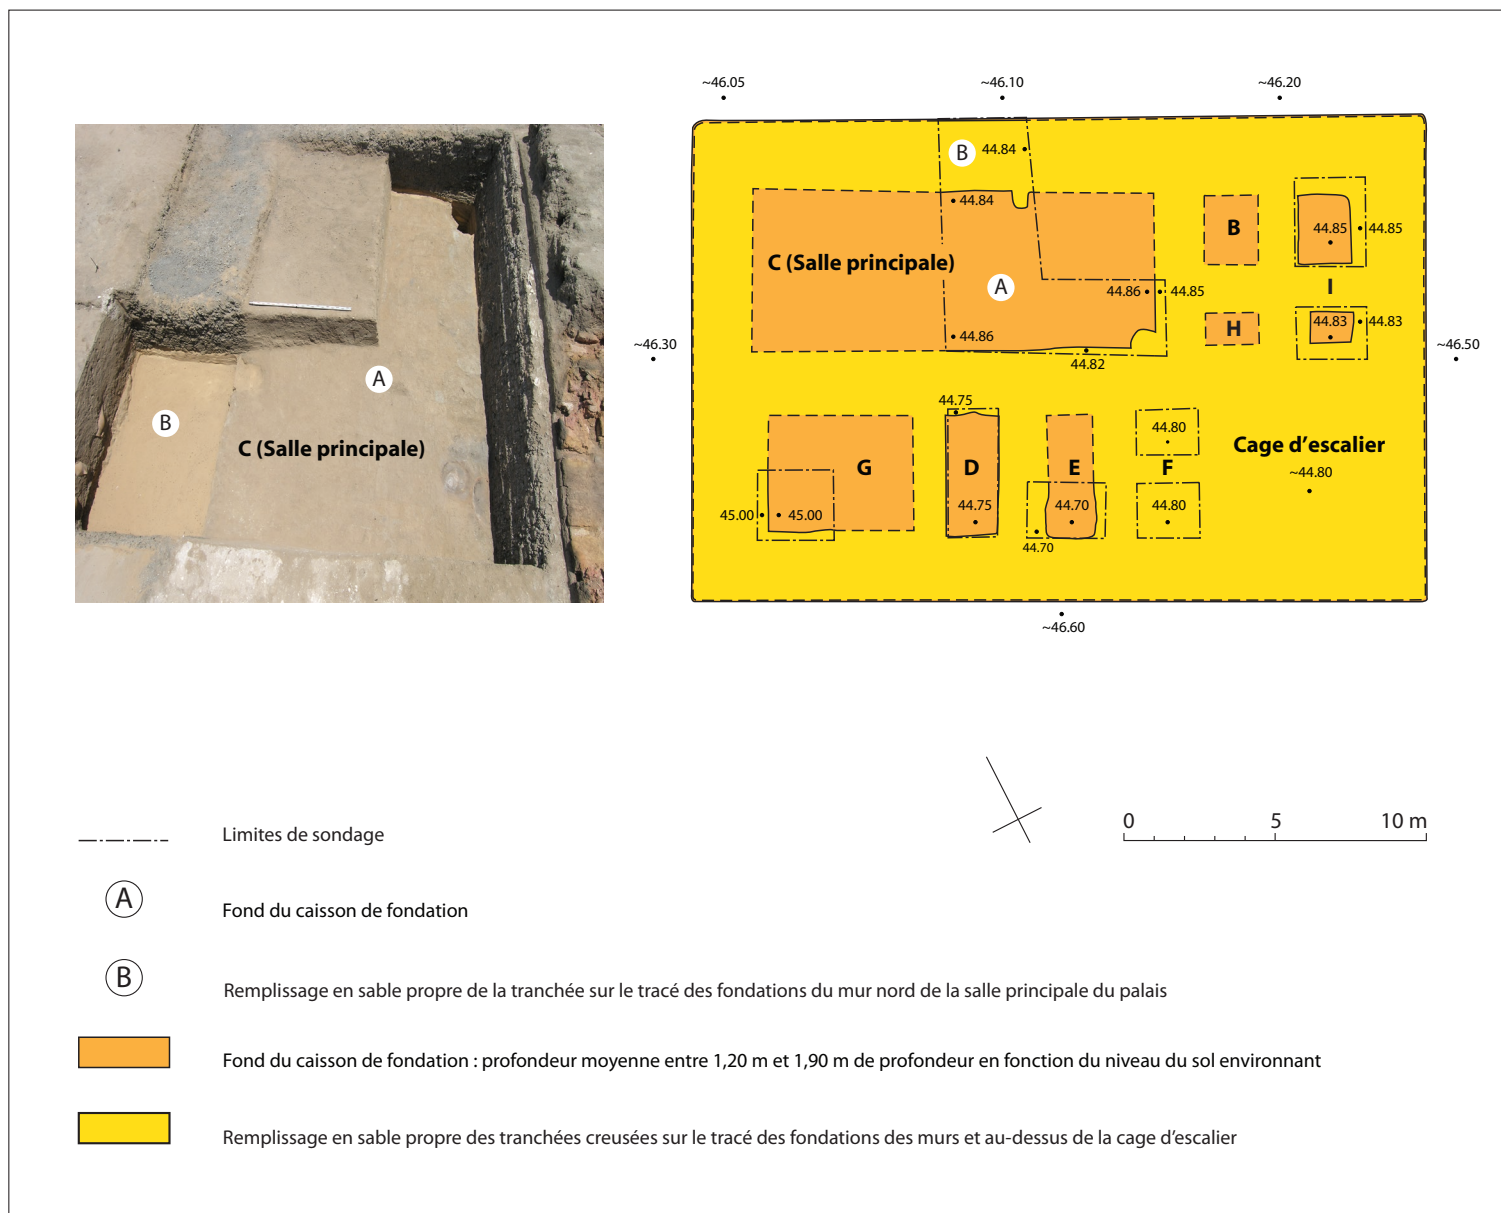 ~46.05
~46.10
~46.20
B
44.84
44.84
B
44.85
44.85
C (Salle principale)
A
44.86
44.85
I
H
44.83
44.83
44.86
44.82
~46.30
~46.50
A
B
C (Salle principale)
44.75
44.80
Cage d’escalier
G
D
E
F
~44.80
45.00
45.00
44.75
44.70
44.80
44.70
~46.60
0
5
10 m
Limites de sondage
A
Fond du caisson de fondation
B
Remplissage en sable propre de la tranchée sur le tracé des fondations du mur nord de la salle principale du palais
Fond du caisson de fondation : profondeur moyenne entre 1,20 m et 1,90 m de profondeur en fonction du niveau du sol environnant
Remplissage en sable propre des tranchées creusées sur le tracé des fondations des murs et au-dessus de la cage d’escalier